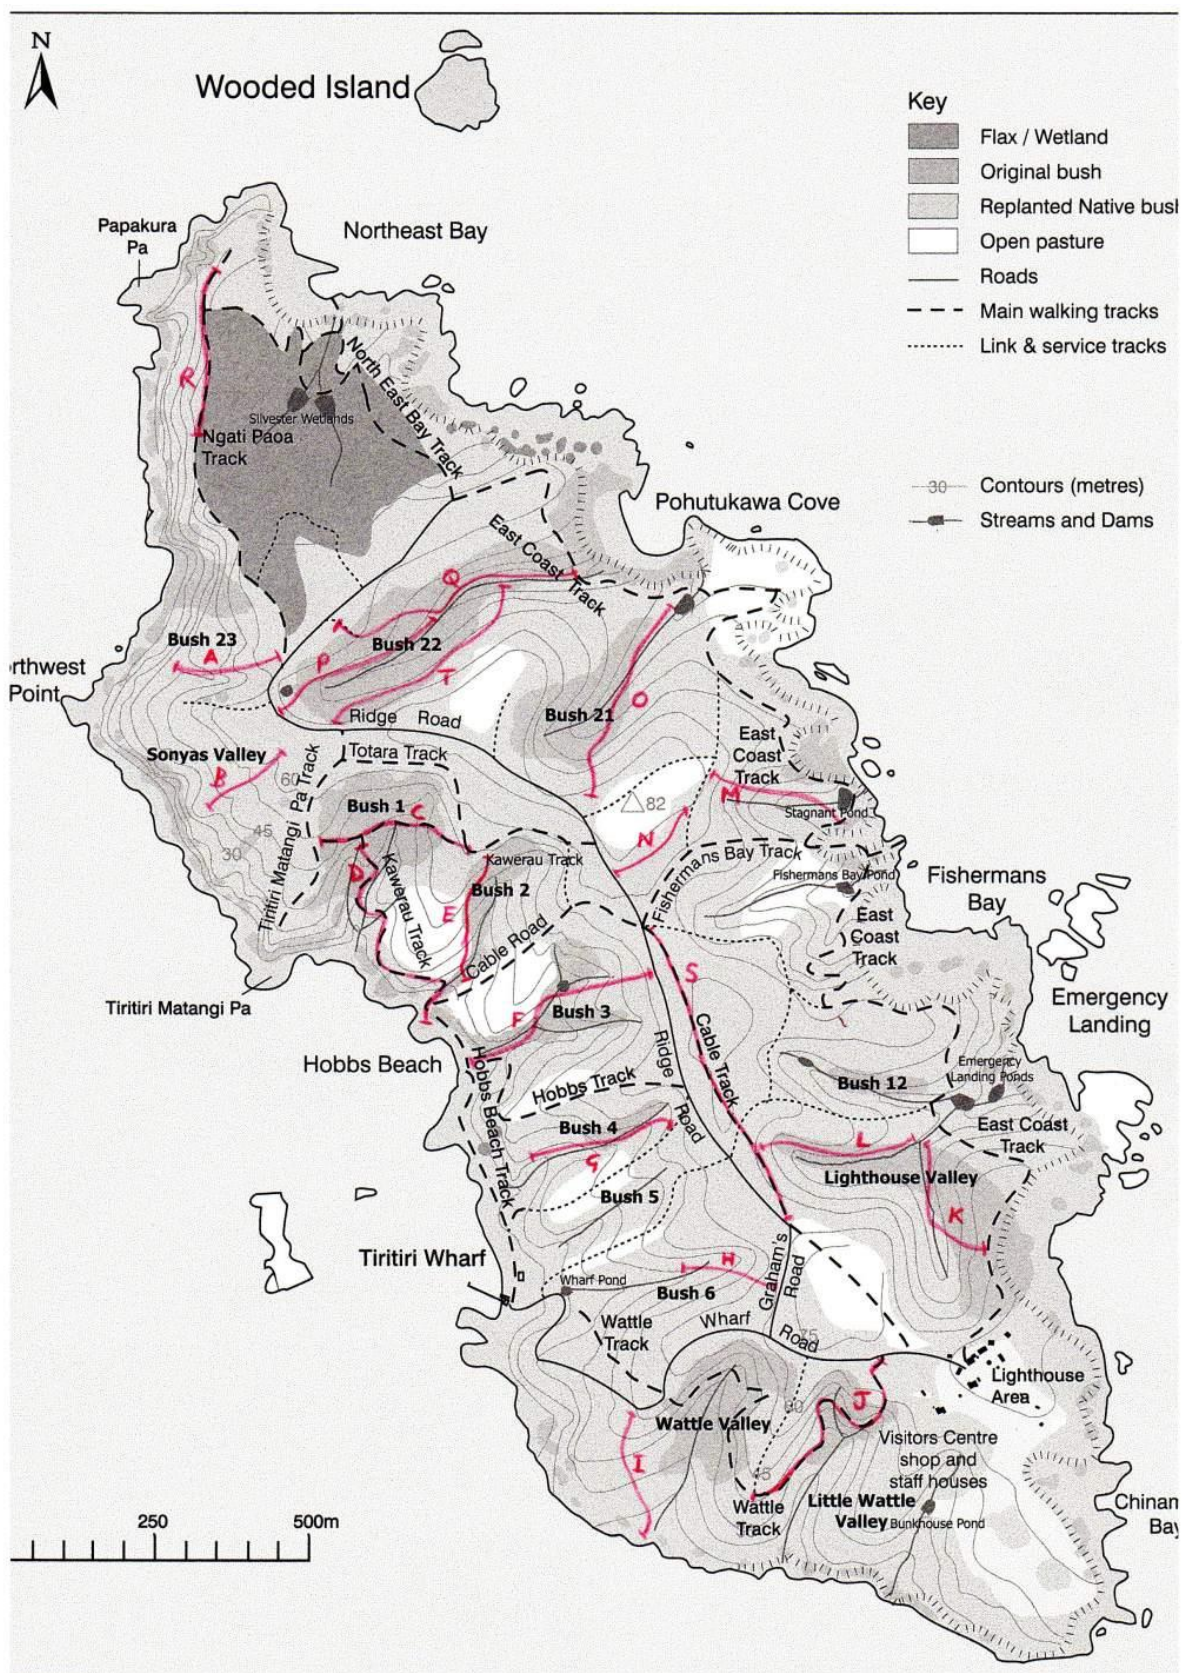 N
Wooded Island
Key
Flax / Wetland
Original bush
Replanted Native bush
Open pasture
Roads
Main walking tracks
Link & service tracks
30
Contours (metres)
Streams and Dams
Papakura
Pa
Northeast Bay
R
North East Bay Track
Silvester Wetlands
Ngati Paoa
Track
Pohutukawa Cove
East Coast
Track
Q
Bush 23
A
Bush 22
P
T
O
rthwest
Point
Ridge Road
Bush 21
Sonyas Valley
B
Totara Track
60
Tiritiri Matangi Pa Track
East
Coast
Track
M
Stagnant Pond
82
N
Bush 1
C
45
30
D
Kawerau Track
Kawerau Track
Bush 2
E
Fishermans Bay Track
Fishermans Bay Pond
Fishermans
Bay
East
Coast
Track
Cable Road
S
Tiritiri Matangi Pa
F
Bush 3
Cable Track
Ridge
Road
Emergency
Landing
Hobbs Beach
Hobbs Beach Track
Hobbs Track
Bush 12
Emergency
Landing Ponds
East Coast
Track
Bush 4
G
L
Lighthouse Valley
Bush 5
K
Tiritiri Wharf
H
Graham's
Road
Wharf Pond
Bush 6
Wattle
Track
Wharf
Road
75
Lighthouse
Area
J
60
Wattle Valley
I
Visitors Centre
shop and
staff houses
45
Wattle
Track
Little Wattle
Valley
Bunkhouse Pond
Chinam
Bay
250
500m